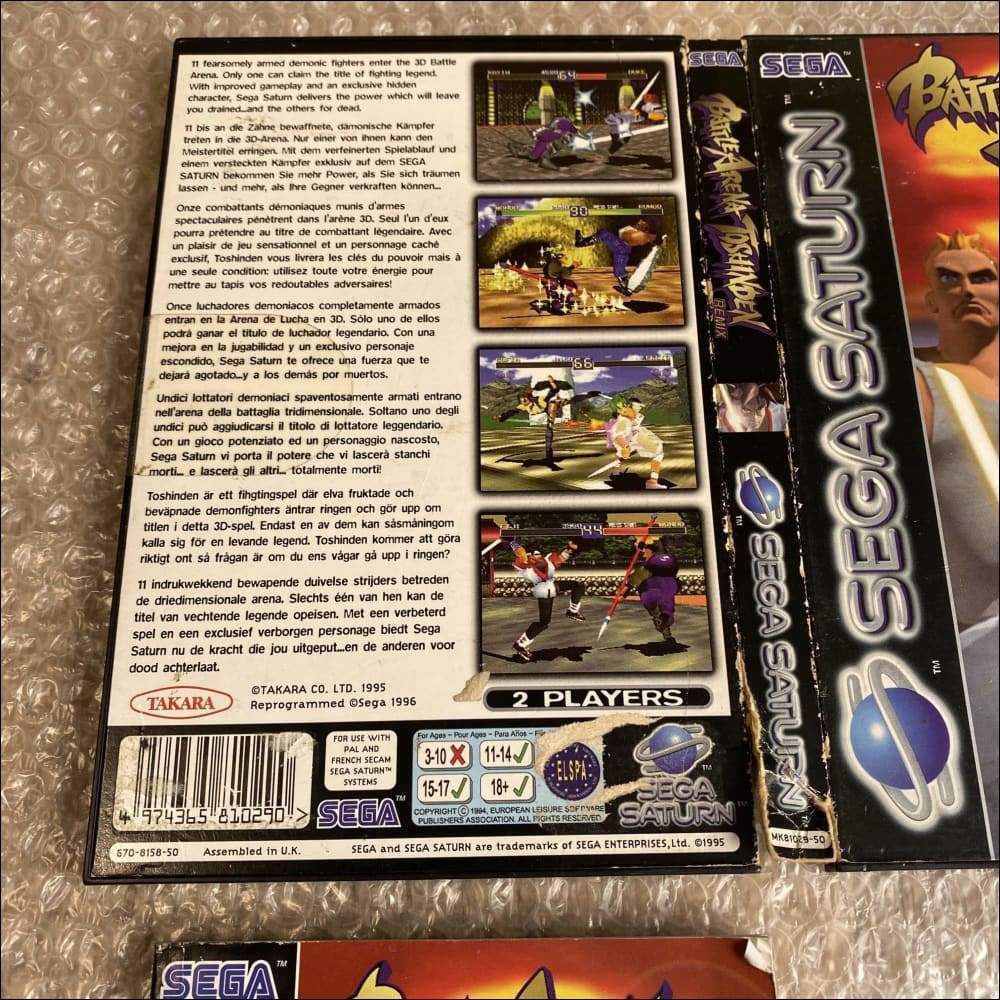 11 fearsomely armed demonic fighters enter the 3D Battle
Arena. Only one can claim the title of fighting legend.
With improved gameplay and an exclusive hidden
character, Sega Saturn delivers the power which will leave
you drained...and the others for dead.
11 bis an die Zähne bewaffnete, dämonische Kämpfer
treten in die 3D-Arena. Nur einer von ihnen kann den
Meistertitel erringen. Mit dem verfeinerten Spielablauf und
einem versteckten Kämpfer exklusiv auf dem SEGA
SATURN bekommen Sie mehr Power, als Sie sich träumen
lassen - und mehr, als Ihre Gegner verkraften können...
Onze combattants démoniaques munis d'armes
spectaculaires pénètrent dans l'arène 3D. Seul l'un d'eux
pourra prétendre au titre de combattant légendaire. Avec
un plaisir de jeu sensationnel et un personnage caché
exclusif, Toshinden vous livrera les clés du pouvoir mais à
une seule condition: utilisez toute votre énergie pour
mettre au tapis vos redoutables adversaires!
Once luchadores demoniacos completamente armados
entran en la Arena de Lucha en 3D. Sólo uno de ellos
podrá ganar el titulo de luchador legendario. Con una
mejora en la jugabilidad y un exclusivo personaje
escondido, Sega Saturn te ofrece una fuerza que te
dejará agotado...y a los demás por muertos.
Undici lottatori demoniaci spaventosamente armati entrano
nell'arena della battaglia tridimensionale. Soltano uno degli
undici può aggiudicarsi il titolo di lottatore leggendario.
Con un gioco potenziato ed un personaggio nascosto,
Sega Saturn vi porta il potere che vi lascerà stanchi
morti... e lascerà gli altri... totalmente morti!
Toshinden är ett fihgtingspel där elva fruktade och
beväpnade demonfighters äntrar ringen och gör upp om
titlen i detta 3D-spel. Endast en av dem kan såsmåningom
kalla sig för en levande legend. Toshinden kommer att göra
riktigt ont så frågan är om du ens vågar gå upp i ringen?
11 indrukwekkend bewapende duivelse strijders betreden
de driedimensionale arena. Slechts één van hen kan de
titel van vechtende legende opeisen. Met een verbeterd
spel en een exclusief verborgen personage biedt Sega
Saturn nu de kracht die jou uitgeput...en de anderen voor
dood achterlaat.
64
90
66
44
2 PLAYERS
TAKARA
©TAKARA CO. LTD. 1995
Reprogrammed ©Sega 1996
4 974365 810290 >
FOR USE WITH
PAL AND
FRENCH SECAM
SEGA SATURN™
SYSTEMS
SEGA™
For Ages - Pour Ages - Para Años
3-10 11-14
15-17 18+
ELSPA
COPYRIGHT © 1994, EUROPEAN LEISURE SOFTWARE
PUBLISHERS ASSOCIATION. ALL RIGHTS RESERVED
SEGA
SATURN™
670-8158-50 Assembled in U.K. SEGA and SEGA SATURN are trademarks of SEGA ENTERPRISES, Ltd. ©1995
SEGA™
BATTLE ARENA TOSHINDEN
REMIX
™
SEGA SATURN™
MK81029-50
SEGA™
SEGA SATURN™
BATT
SEGA™